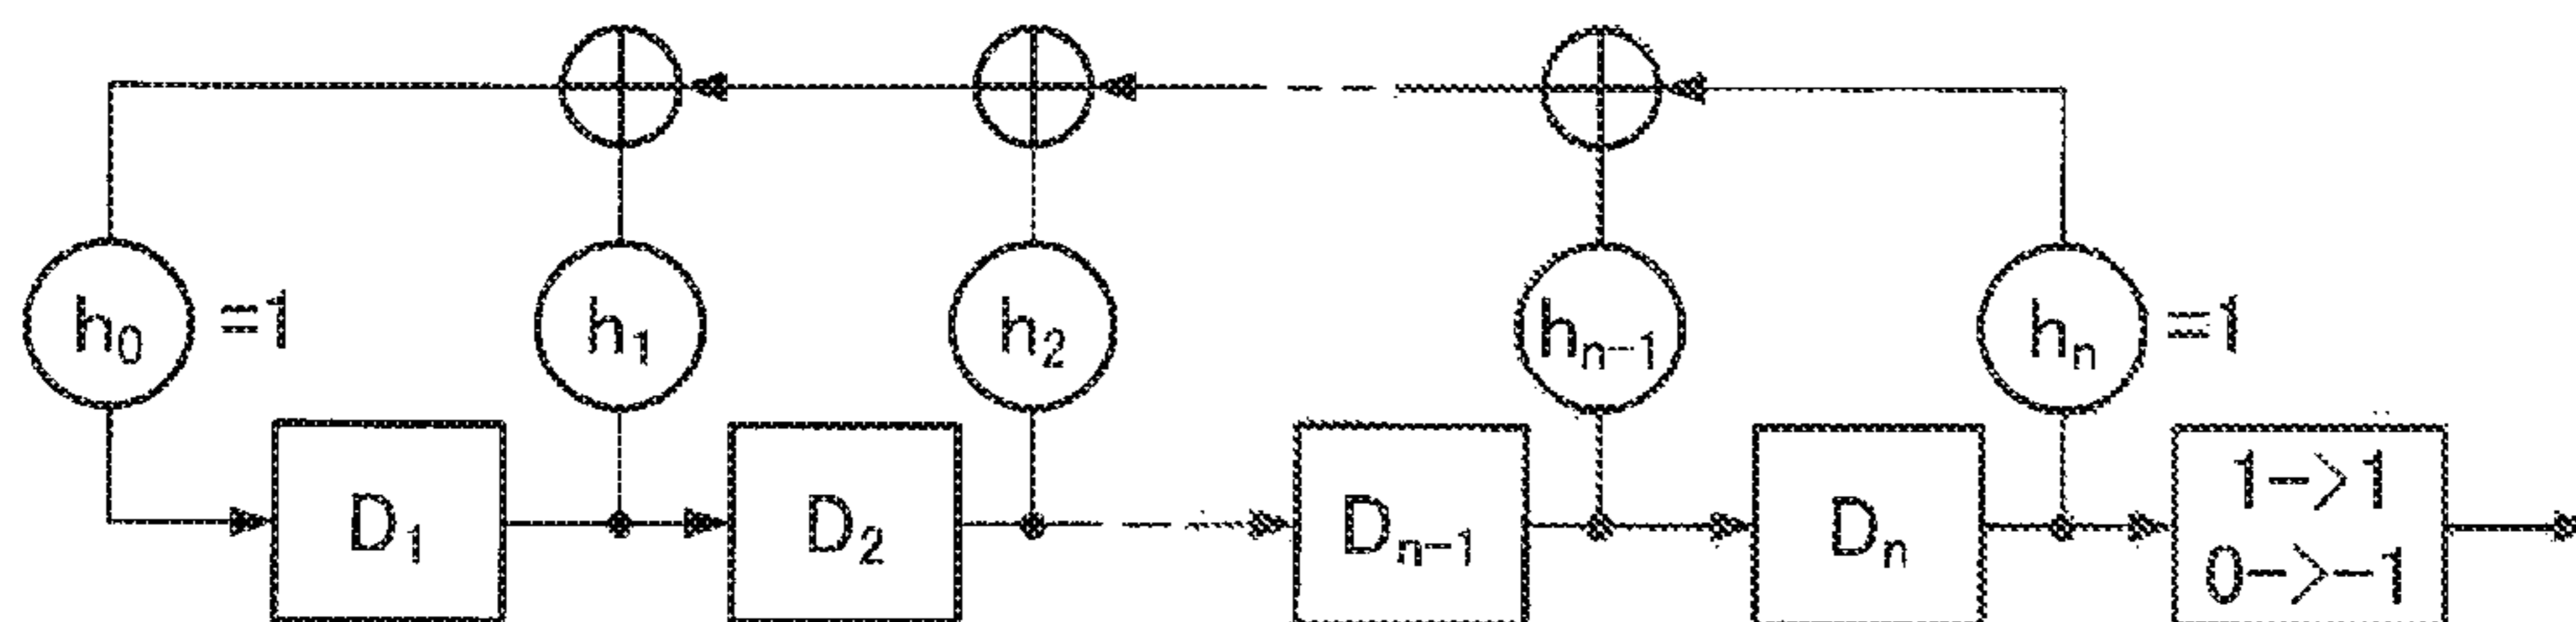 h₀ =1 h₁ h₂ hₙ₋₁ hₙ =1
D₁ D₂ Dₙ₋₁ Dₙ 1->1
0->-1